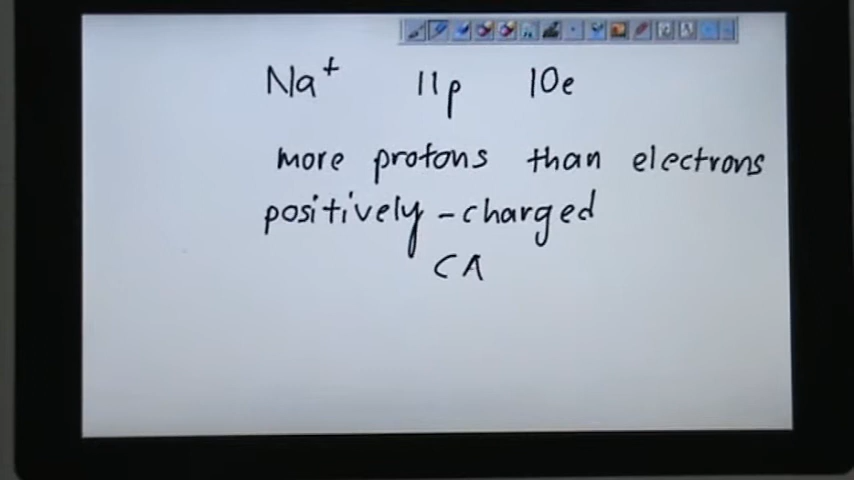 Na⁺ 11p 10e
more protons than electrons
positively-charged
CA